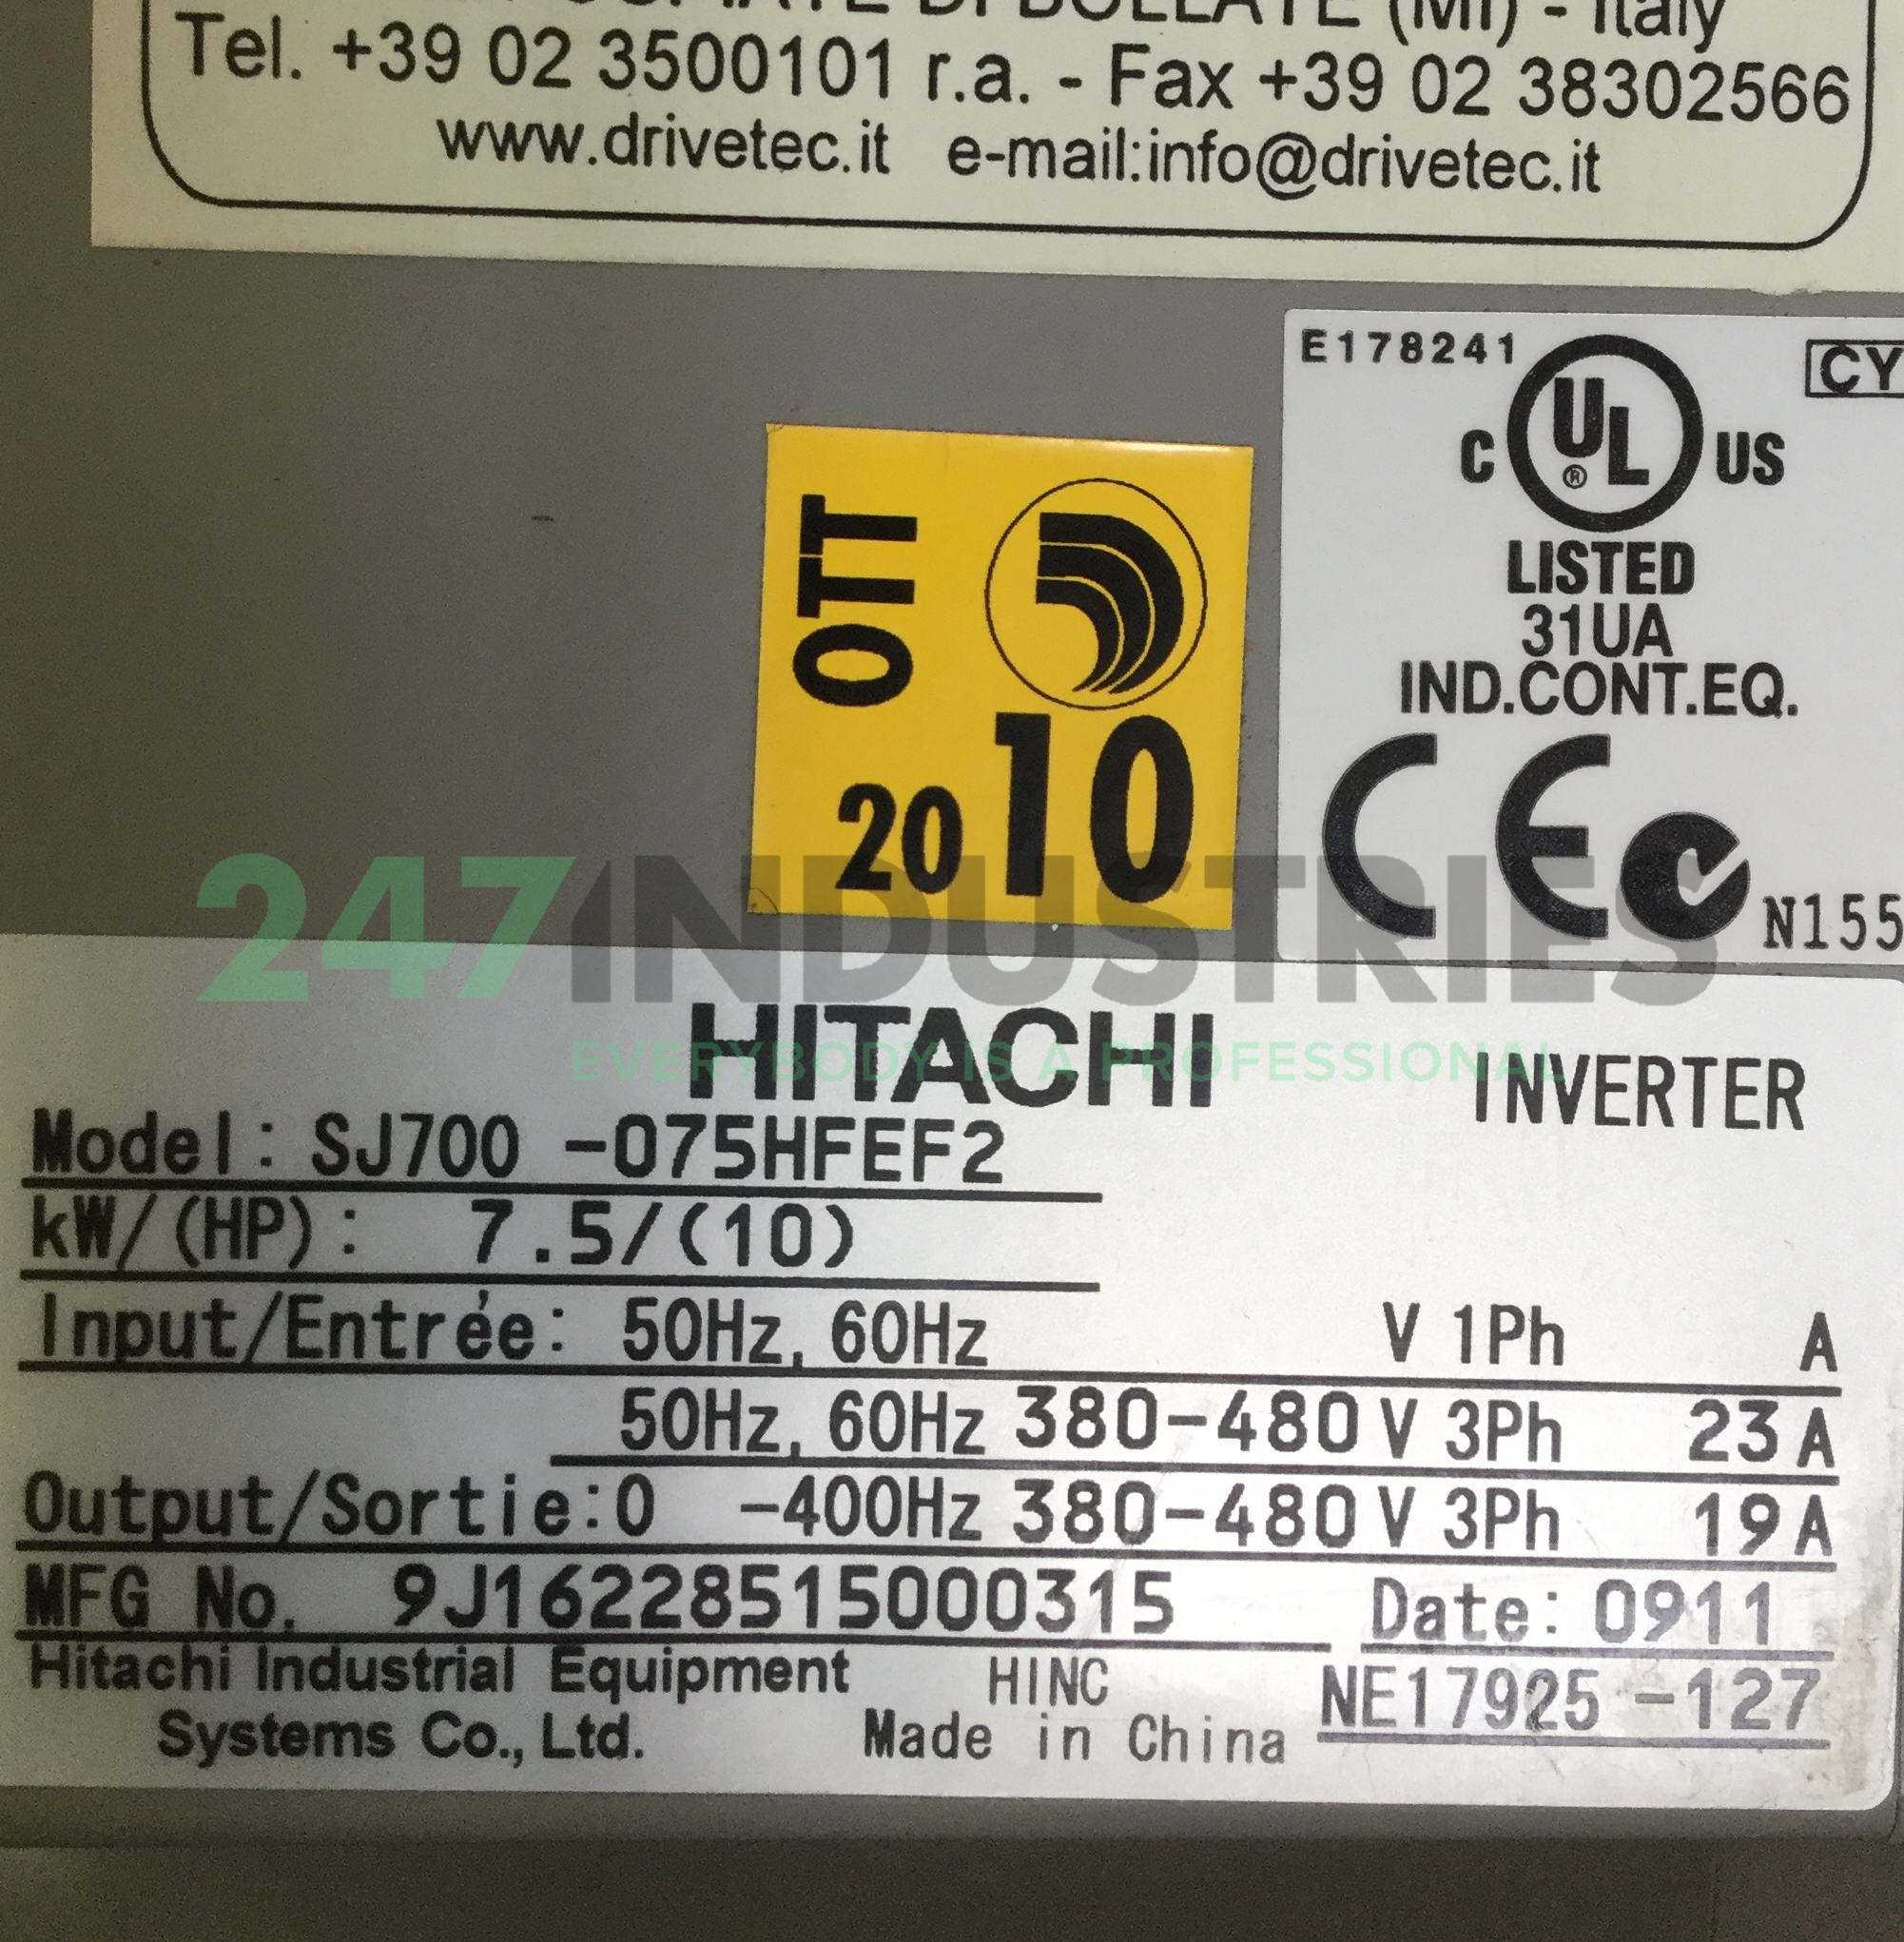 DI BOLLATE (MI) - Italy
Tel. +39 02 3500101 r.a. - Fax +39 02 38302566
www.drivetec.it e-mail:info@drivetec.it
E178241
CY
C UL ® US
LISTED
31UA
IND.CONT.EQ.
CE
N155
OTT
2010
247INDUSTRIES
EVERYBODY IS A PROFESSIONAL
HITACHI INVERTER
Model: SJ700 -075HFEF2
kW/(HP): 7.5/(10)
Input/Entrée: 50Hz, 60Hz V 1Ph A
50Hz, 60Hz 380-480 V 3Ph 23 A
Output/Sortie:0 -400Hz 380-480 V 3Ph 19 A
MFG No. 9J16228515000315 Date: 0911
Hitachi Industrial Equipment HINC NE17925 -127
Systems Co., Ltd. Made in China